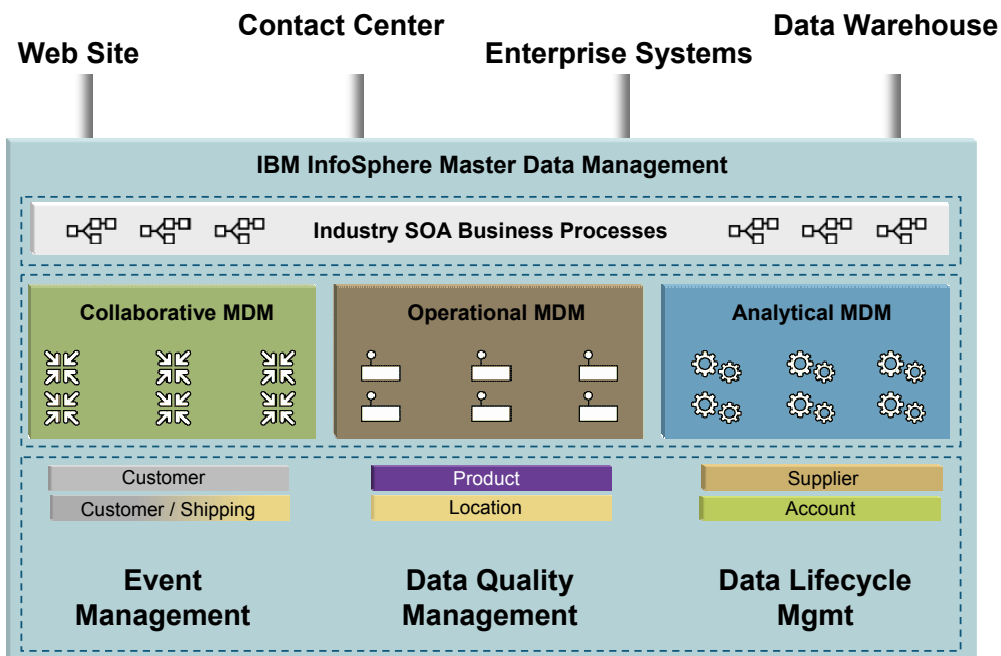 Web Site
Contact Center
Enterprise Systems
Data Warehouse
IBM InfoSphere Master Data Management
Industry SOA Business Processes
Collaborative MDM
Operational MDM
Analytical MDM
Customer
Product
Supplier
Customer / Shipping
Location
Account
Event
Management
Data Quality
Management
Data Lifecycle
Mgmt